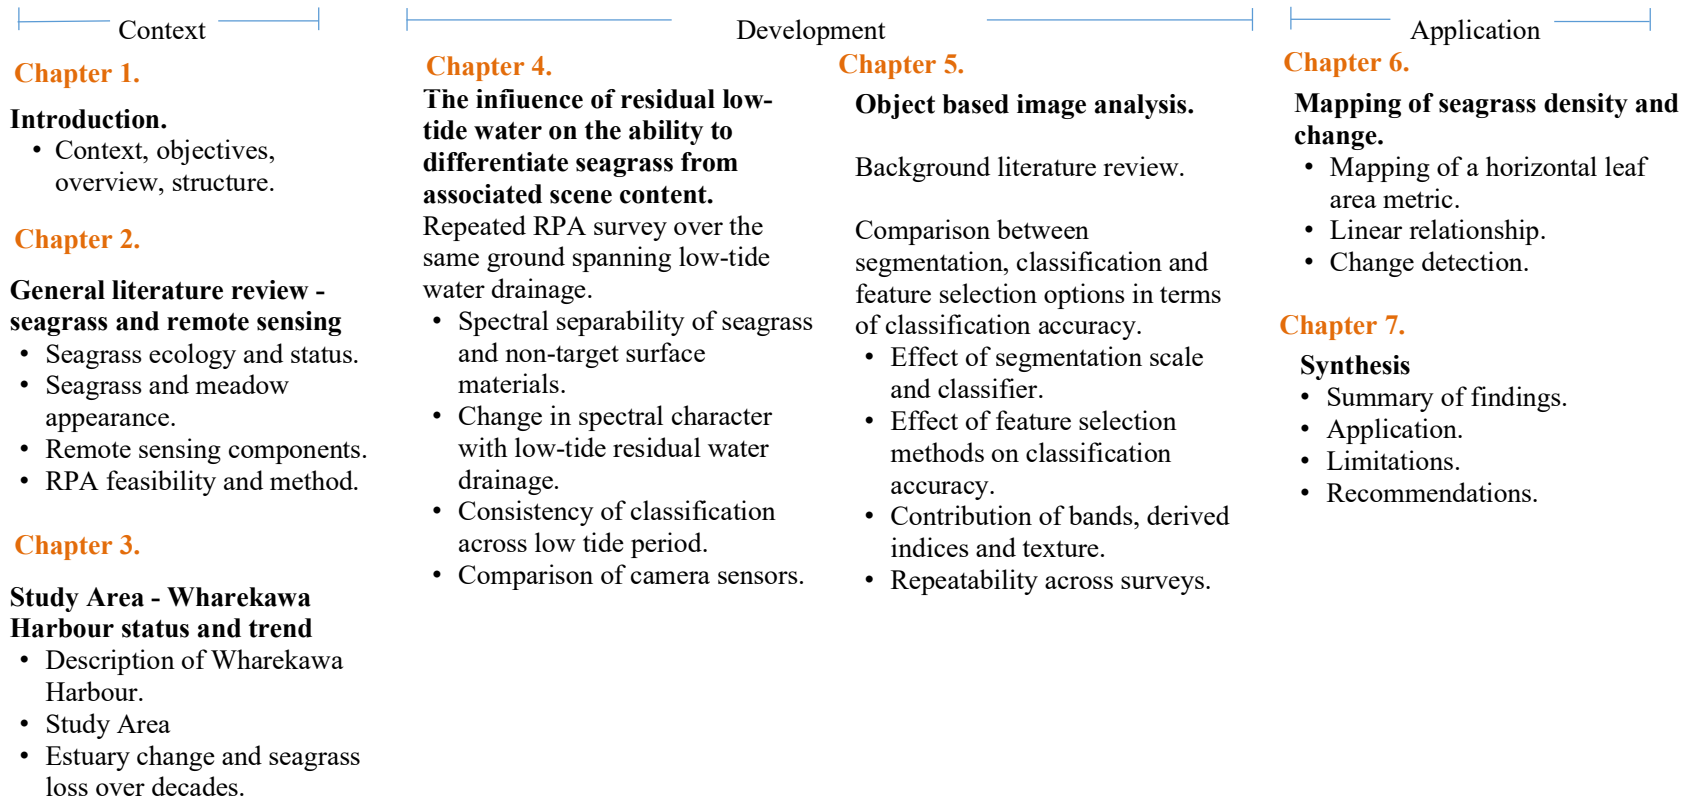 Context
Chapter 1.
Introduction.
• Context, objectives,
overview, structure.
Chapter 2.
General literature review -
seagrass and remote sensing
• Seagrass ecology and status.
• Seagrass and meadow
appearance.
• Remote sensing components.
• RPA feasibility and method.
Chapter 3.
Study Area - Wharekawa
Harbour status and trend
• Description of Wharekawa
Harbour.
• Study Area
• Estuary change and seagrass
loss over decades.
Development
Chapter 4.
The influence of residual low-
tide water on the ability to
differentiate seagrass from
associated scene content.
Repeated RPA survey over the
same ground spanning low-tide
water drainage.
• Spectral separability of seagrass
and non-target surface
materials.
• Change in spectral character
with low-tide residual water
drainage.
• Consistency of classification
across low tide period.
• Comparison of camera sensors.
Chapter 5.
Object based image analysis.
Background literature review.
Comparison between
segmentation, classification and
feature selection options in terms
of classification accuracy.
• Effect of segmentation scale
and classifier.
• Effect of feature selection
methods on classification
accuracy.
• Contribution of bands, derived
indices and texture.
• Repeatability across surveys.
Application
Chapter 6.
Mapping of seagrass density and
change.
• Mapping of a horizontal leaf
area metric.
• Linear relationship.
• Change detection.
Chapter 7.
Synthesis
• Summary of findings.
• Application.
• Limitations.
• Recommendations.